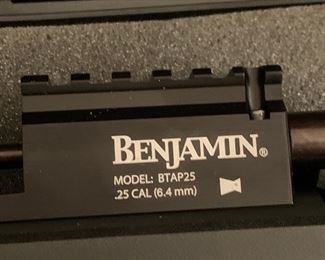 BENJAMIN®
MODEL: BTAP25
.25 CAL (6.4 mm)